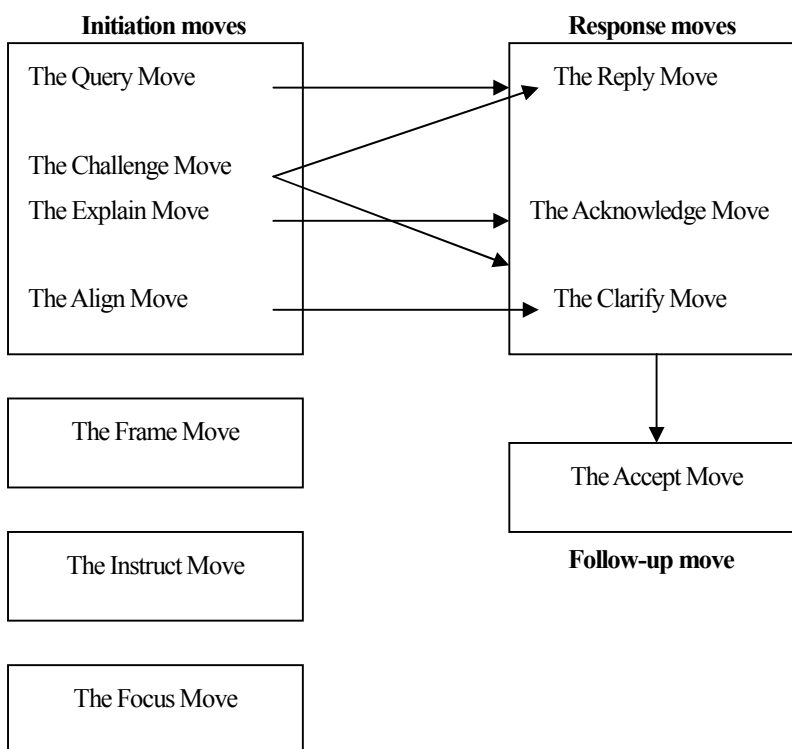 Initiation moves
The Query Move
The Challenge Move
The Explain Move
The Align Move
The Frame Move
The Instruct Move
The Focus Move
Response moves
The Reply Move
The Acknowledge Move
The Clarify Move
The Accept Move
Follow-up move